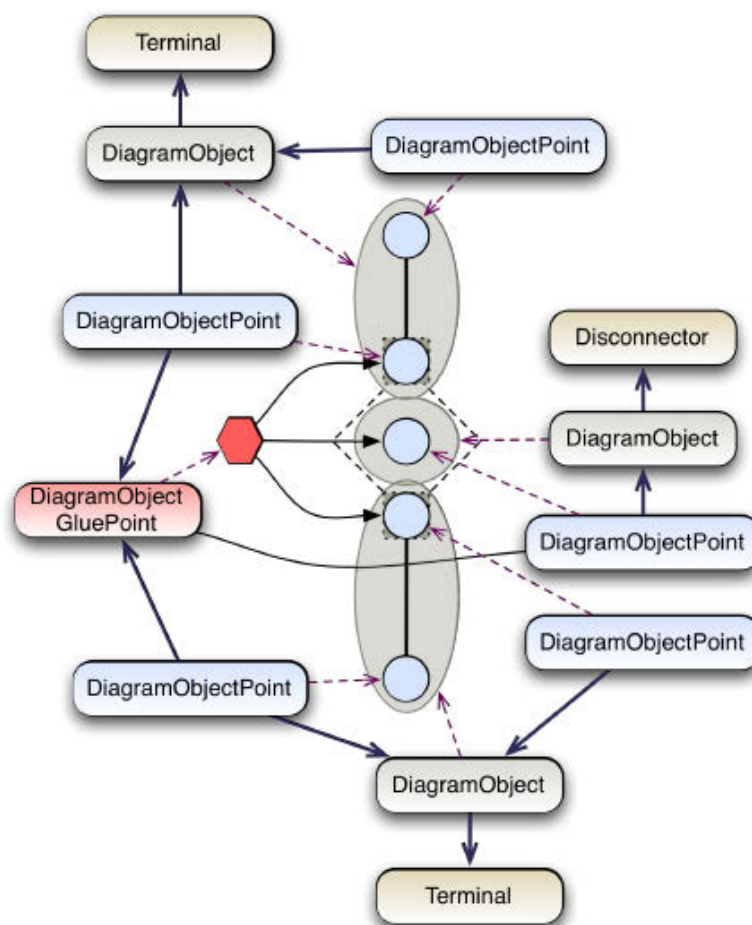 Terminal
DiagramObject
DiagramObjectPoint
DiagramObjectPoint
Disconnector
DiagramObject
DiagramObject
GluePoint
DiagramObjectPoint
DiagramObjectPoint
DiagramObjectPoint
DiagramObject
Terminal